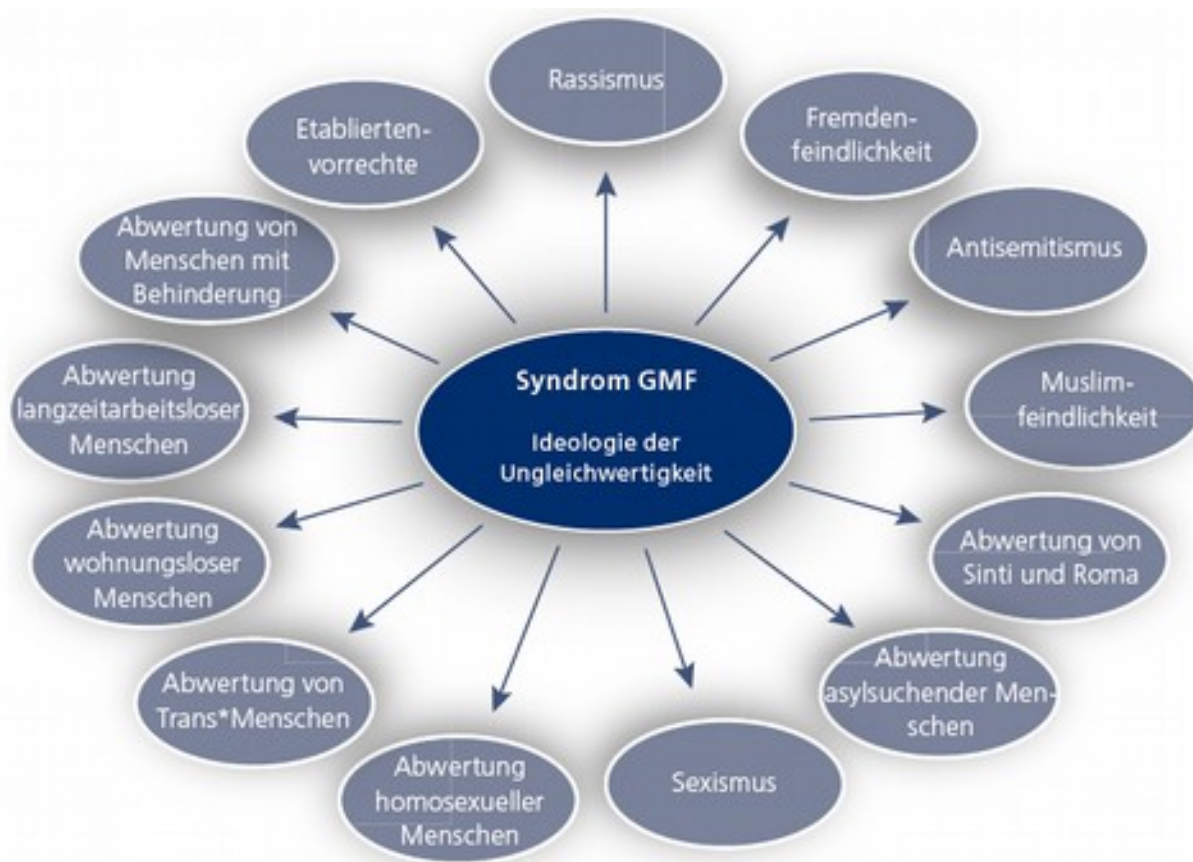 Rassismus
Fremden-
feindlichkeit
Antisemitismus
Muslim-
feindlichkeit
Abwertung von
Sinti und Roma
Abwertung
asylsuchender Men-
schen
Sexismus
Abwertung
homosexueller
Menschen
Abwertung von
Trans*Menschen
Abwertung
wohnungsloser
Menschen
Abwertung
langzeitarbeitsloser
Menschen
Abwertung von
Menschen mit
Behinderung
Etablierten-
vorrechte
Syndrom GMF
Ideologie der
Ungleichwertigkeit